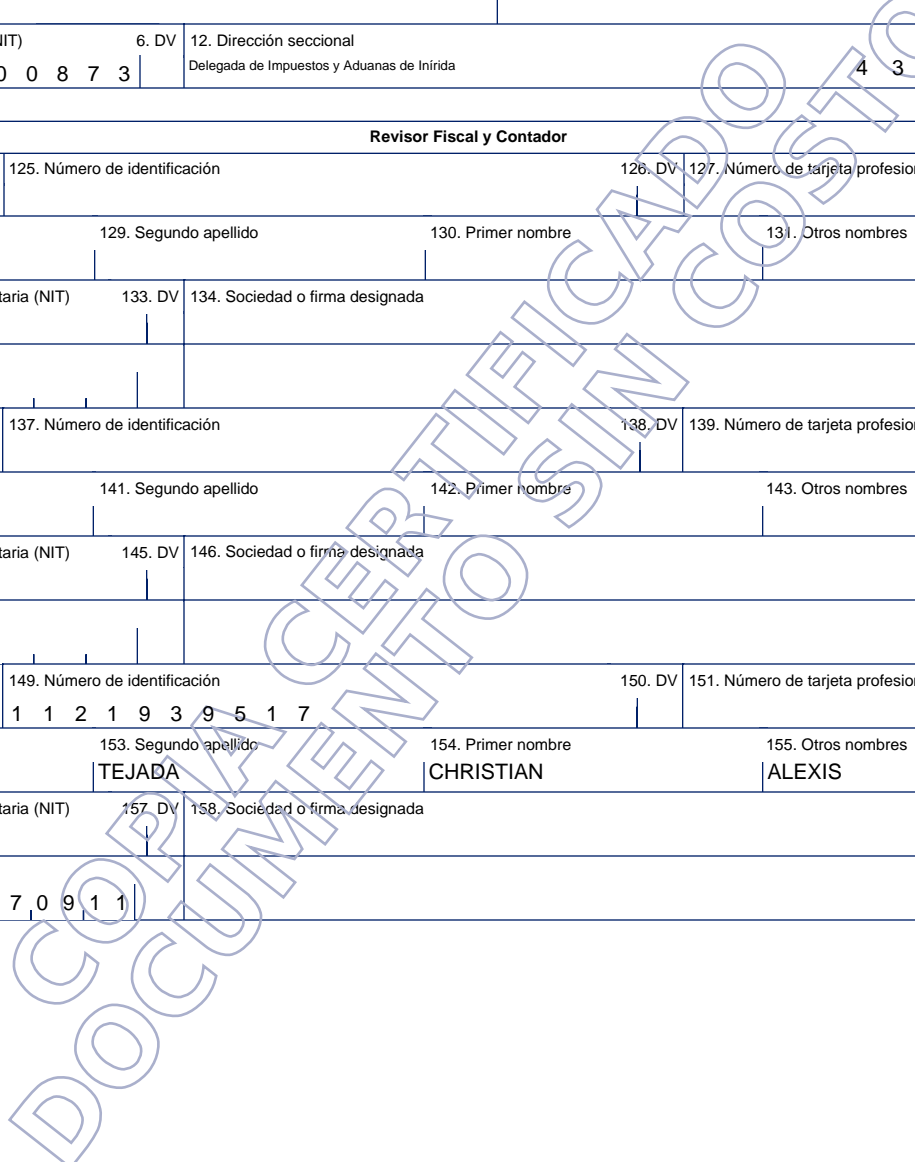 IIT) 6. DV 12. Dirección seccional
0 0 8 7 3 Delegada de Impuestos y Aduanas de Inírida 4 3
Revisor Fiscal y Contador
125. Número de identificación 126. DV 127. Número de tarjeta profesion
129. Segundo apellido 130. Primer nombre 131. Otros nombres
taria (NIT) 133. DV 134. Sociedad o firma designada
137. Número de identificación 138. DV 139. Número de tarjeta profesion
141. Segundo apellido 142. Primer nombre 143. Otros nombres
taria (NIT) 145. DV 146. Sociedad o firma designada
149. Número de identificación 150. DV 151. Número de tarjeta profesion
1 1 2 1 9 3 9 5 1 7
153. Segundo apellido 154. Primer nombre 155. Otros nombres
TEJADA CHRISTIAN ALEXIS
taria (NIT) 157. DV 158. Sociedad o firma designada
7 0 9 1 1
COPIA CERTIFICADO
DOCUMENTO SIN COSTO